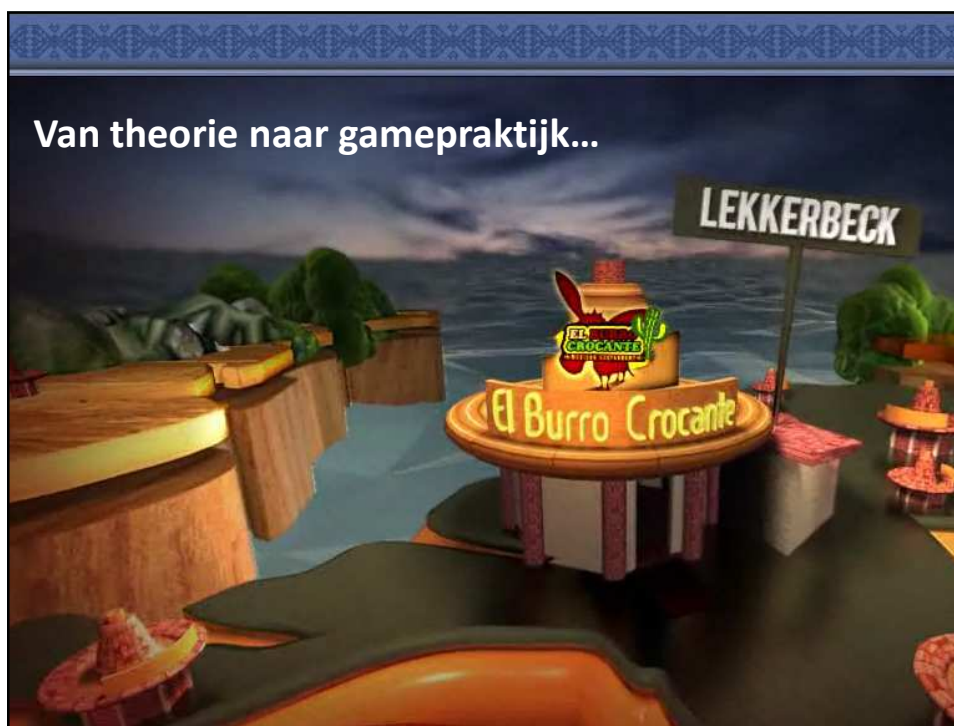 Van theorie naar gamepraktijk...
LEKKERBECK
EL BURRO
CROCANTE
El Burro Crocante